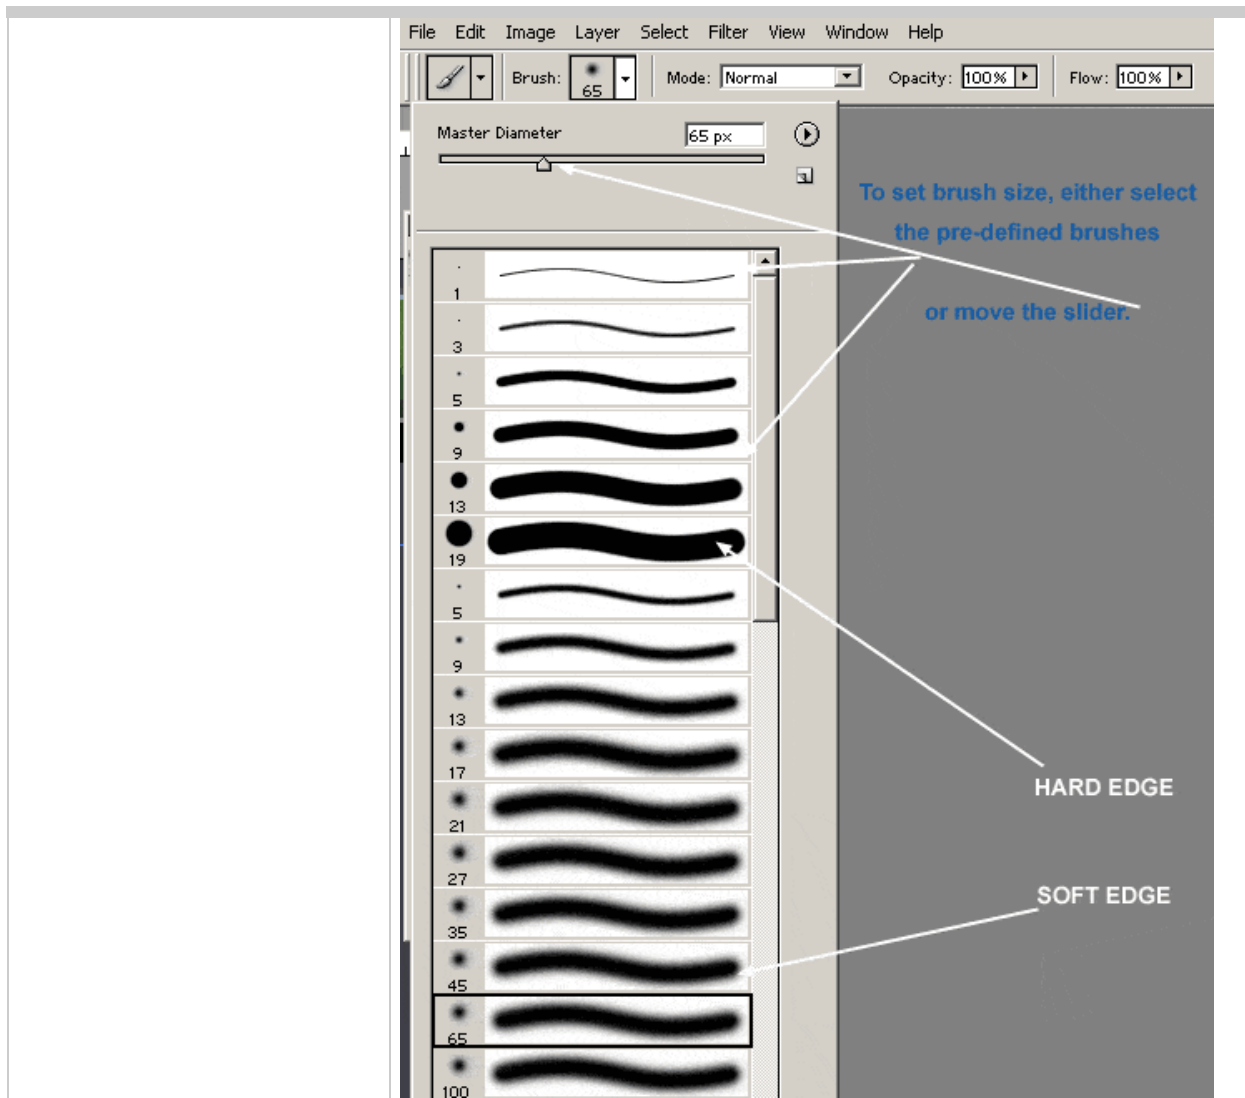 File Edit Image Layer Select Filter View Window Help
Brush: 65 Mode: Normal Opacity: 100% Flow: 100%
Master Diameter 65 px
To set brush size, either select
the pre-defined brushes
or move the slider.
1
3
5
9
13
19
5
9
13
17
HARD EDGE
21
27
SOFT EDGE
35
45
65
100